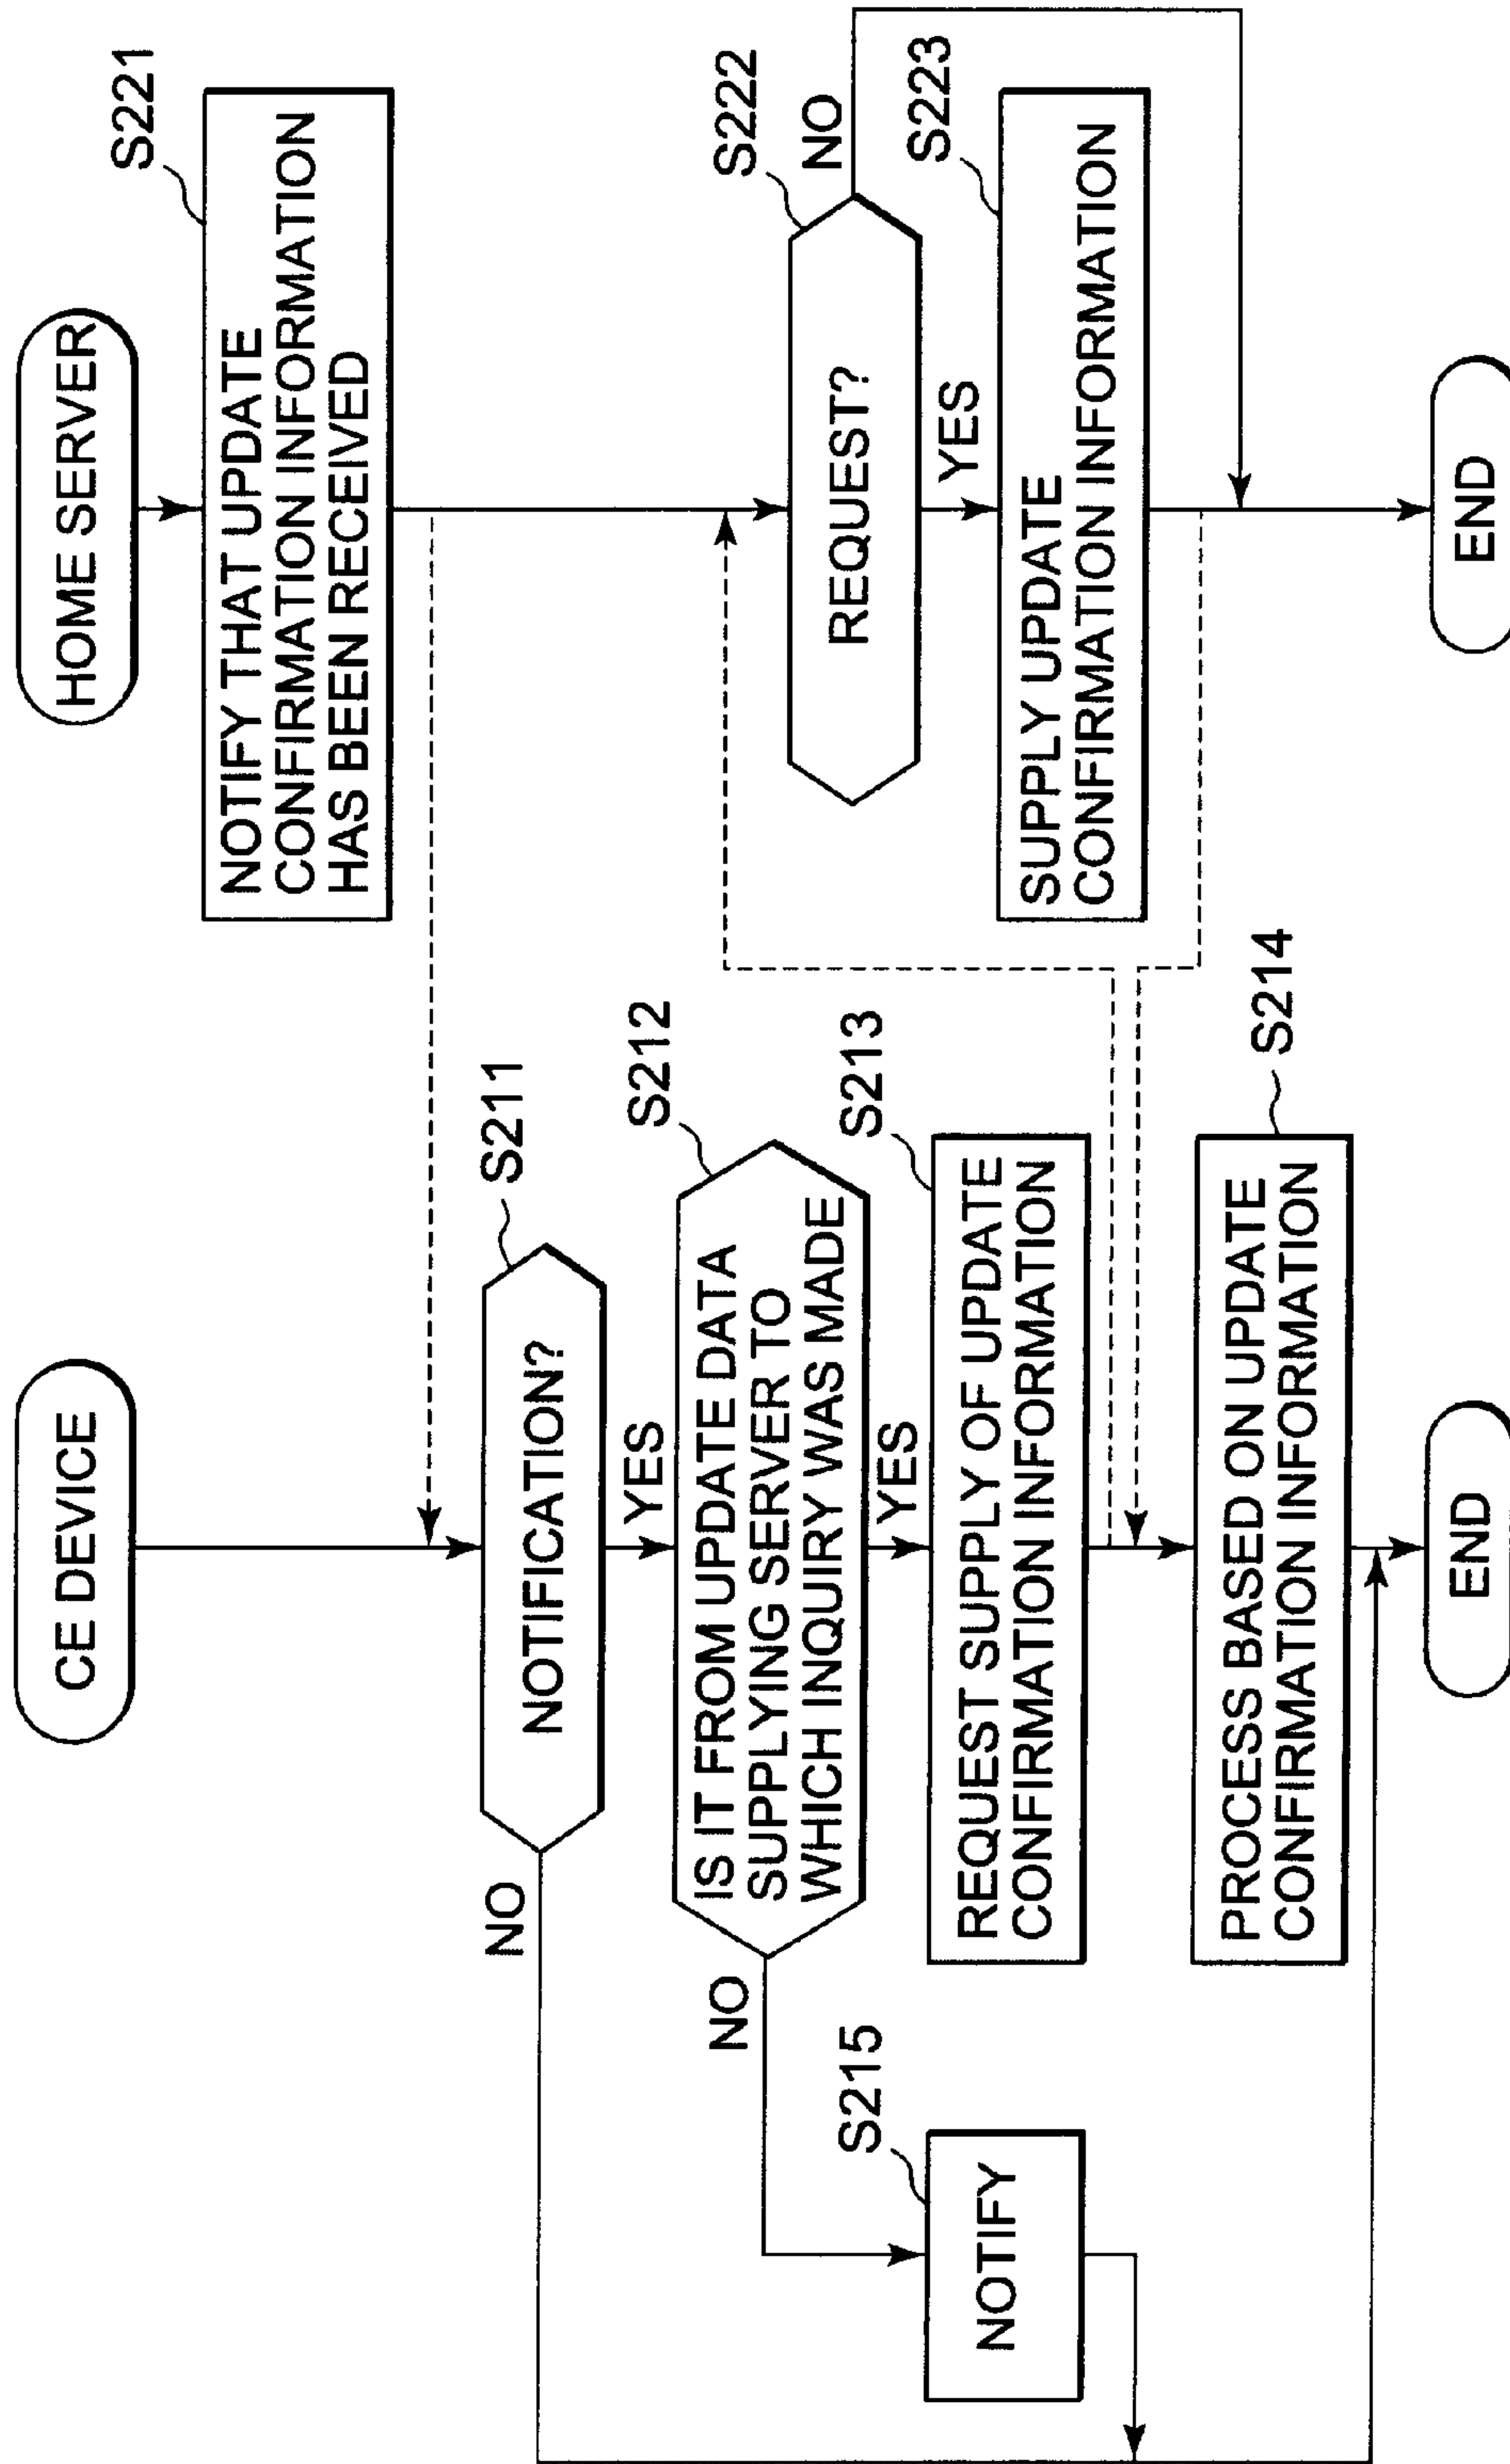 CE DEVICE
S211
NOTIFICATION?
NO
YES
S212
IS IT FROM UPDATE DATA
SUPPLYING SERVER TO
WHICH INQUIRY WAS MADE
NO
YES
S213
REQUEST SUPPLY OF UPDATE
CONFIRMATION INFORMATION
S215
NOTIFY
S214
PROCESS BASED ON UPDATE
CONFIRMATION INFORMATION
END
HOME SERVER
S221
NOTIFY THAT UPDATE
CONFIRMATION INFORMATION
HAS BEEN RECEIVED
S222
REQUEST?
NO
YES
S223
SUPPLY UPDATE
CONFIRMATION INFORMATION
END